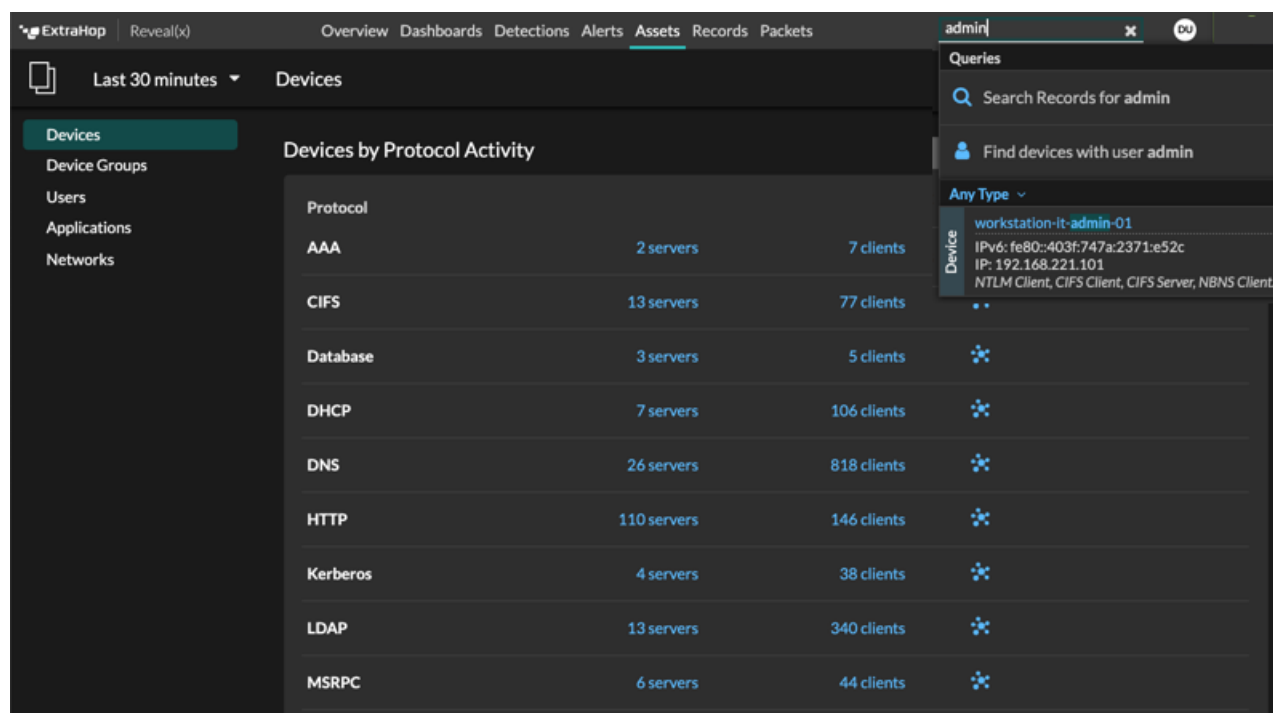 ExtraHop Reveal(x) Overview Dashboards Detections Alerts Assets Records Packets admin DU
Last 30 minutes Devices
Devices
Device Groups
Users
Applications
Networks
Devices by Protocol Activity
Protocol
AAA 2 servers 7 clients
CIFS 13 servers 77 clients
Database 3 servers 5 clients
DHCP 7 servers 106 clients
DNS 26 servers 818 clients
HTTP 110 servers 146 clients
Kerberos 4 servers 38 clients
LDAP 13 servers 340 clients
MSRPC 6 servers 44 clients
Queries
Search Records for admin
Find devices with user admin
Any Type
Device
workstation-it-admin-01
IPv6: fe80::403f:747a:2371:e52c
IP: 192.168.221.101
NTLM Client, CIFS Client, CIFS Server, NBNS Client,